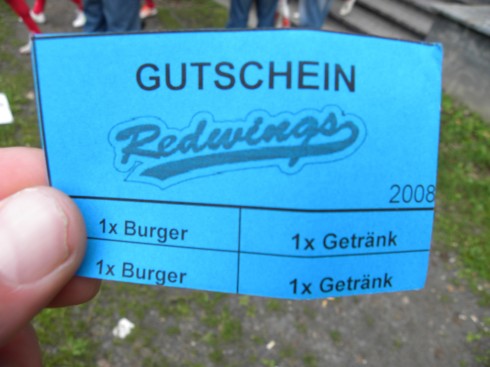 GUTSCHEIN
Redwings
2008
1x Burger 1x Getränk
1x Burger 1x Getränk